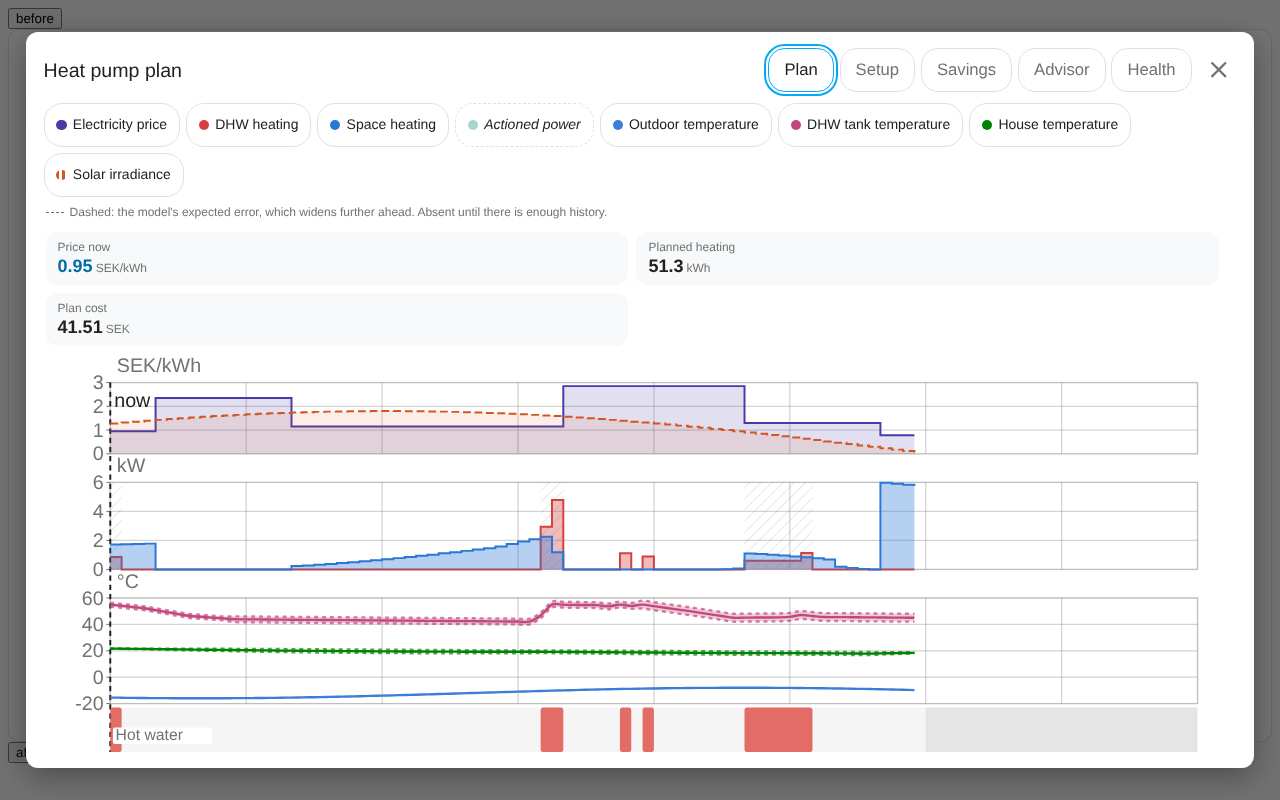 before
Heat pump plan
Plan
Setup
Savings
Advisor
Health
Electricity price
DHW heating
Space heating
Actioned power
Outdoor temperature
DHW tank temperature
House temperature
Solar irradiance
Dashed: the model's expected error, which widens further ahead. Absent until there is enough history.
Price now
0.95 SEK/kWh
Planned heating
51.3 kWh
Plan cost
41.51 SEK
SEK/kWh
3
now
2
1
0
kW
6
4
2
0
°C
60
40
20
0
-20
Hot water